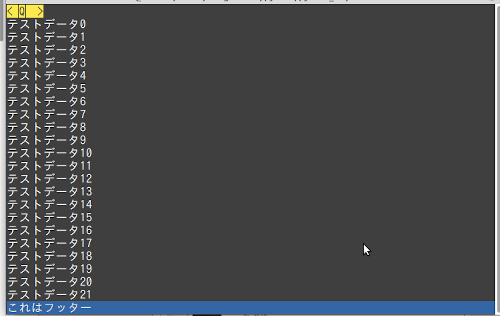 < Q >
テストデータ0
テストデータ1
テストデータ2
テストデータ3
テストデータ4
テストデータ5
テストデータ6
テストデータ7
テストデータ8
テストデータ9
テストデータ10
テストデータ11
テストデータ12
テストデータ13
テストデータ14
テストデータ15
テストデータ16
テストデータ17
テストデータ18
テストデータ19
テストデータ20
テストデータ21
これはフッター